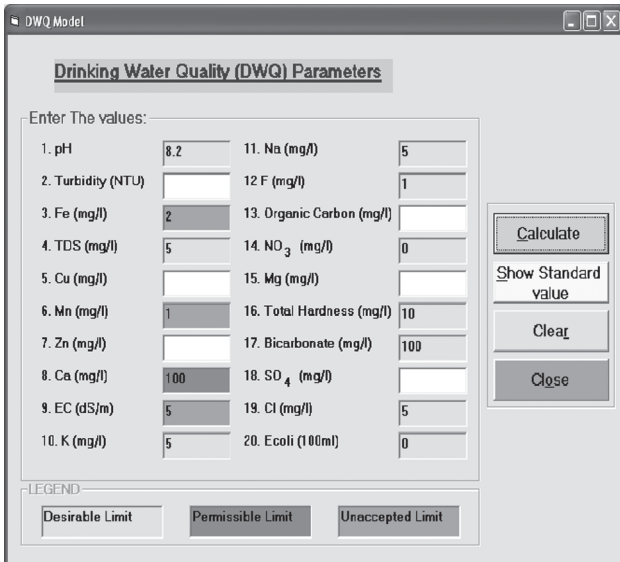 DWQ Model
Drinking Water Quality (DWQ) Parameters
Enter The values:
1. pH 8.2 11. Na (mg/l) 5
2. Turbidity (NTU) 12 F (mg/l) 1
3. Fe (mg/l) 2 13. Organic Carbon (mg/l)
4. TDS (mg/l) 5 14. NO3 (mg/l) 0
5. Cu (mg/l) 15. Mg (mg/l)
6. Mn (mg/l) 1 16. Total Hardness (mg/l) 10
7. Zn (mg/l) 17. Bicarbonate (mg/l) 100
8. Ca (mg/l) 100 18. SO4 (mg/l)
9. EC (dS/m) 5 19. Cl (mg/l) 5
10. K (mg/l) 5 20. Ecoli (100ml) 0
Calculate
Show Standard
value
Clear
Close
LEGEND
Desirable Limit Permissible Limit Unaccepted Limit